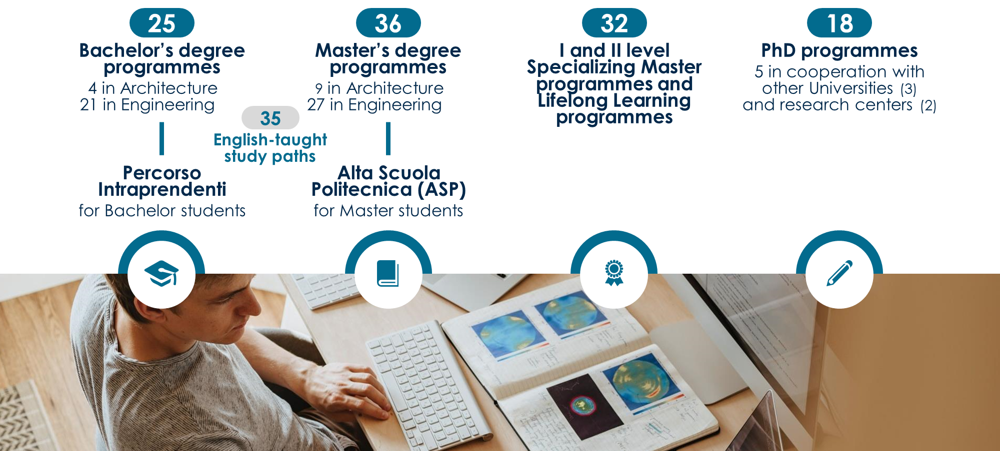 25
Bachelor’s degree
programmes
4 in Architecture
21 in Engineering
Percorso
Intraprendenti
for Bachelor students
35
English-taught
study paths
36
Master’s degree
programmes
9 in Architecture
27 in Engineering
Alta Scuola
Politecnica (ASP)
for Master students
32
I and II level
Specializing Master
programmes and
Lifelong Learning
programmes
18
PhD programmes
5 in cooperation with
other Universities (3)
and research centers (2)